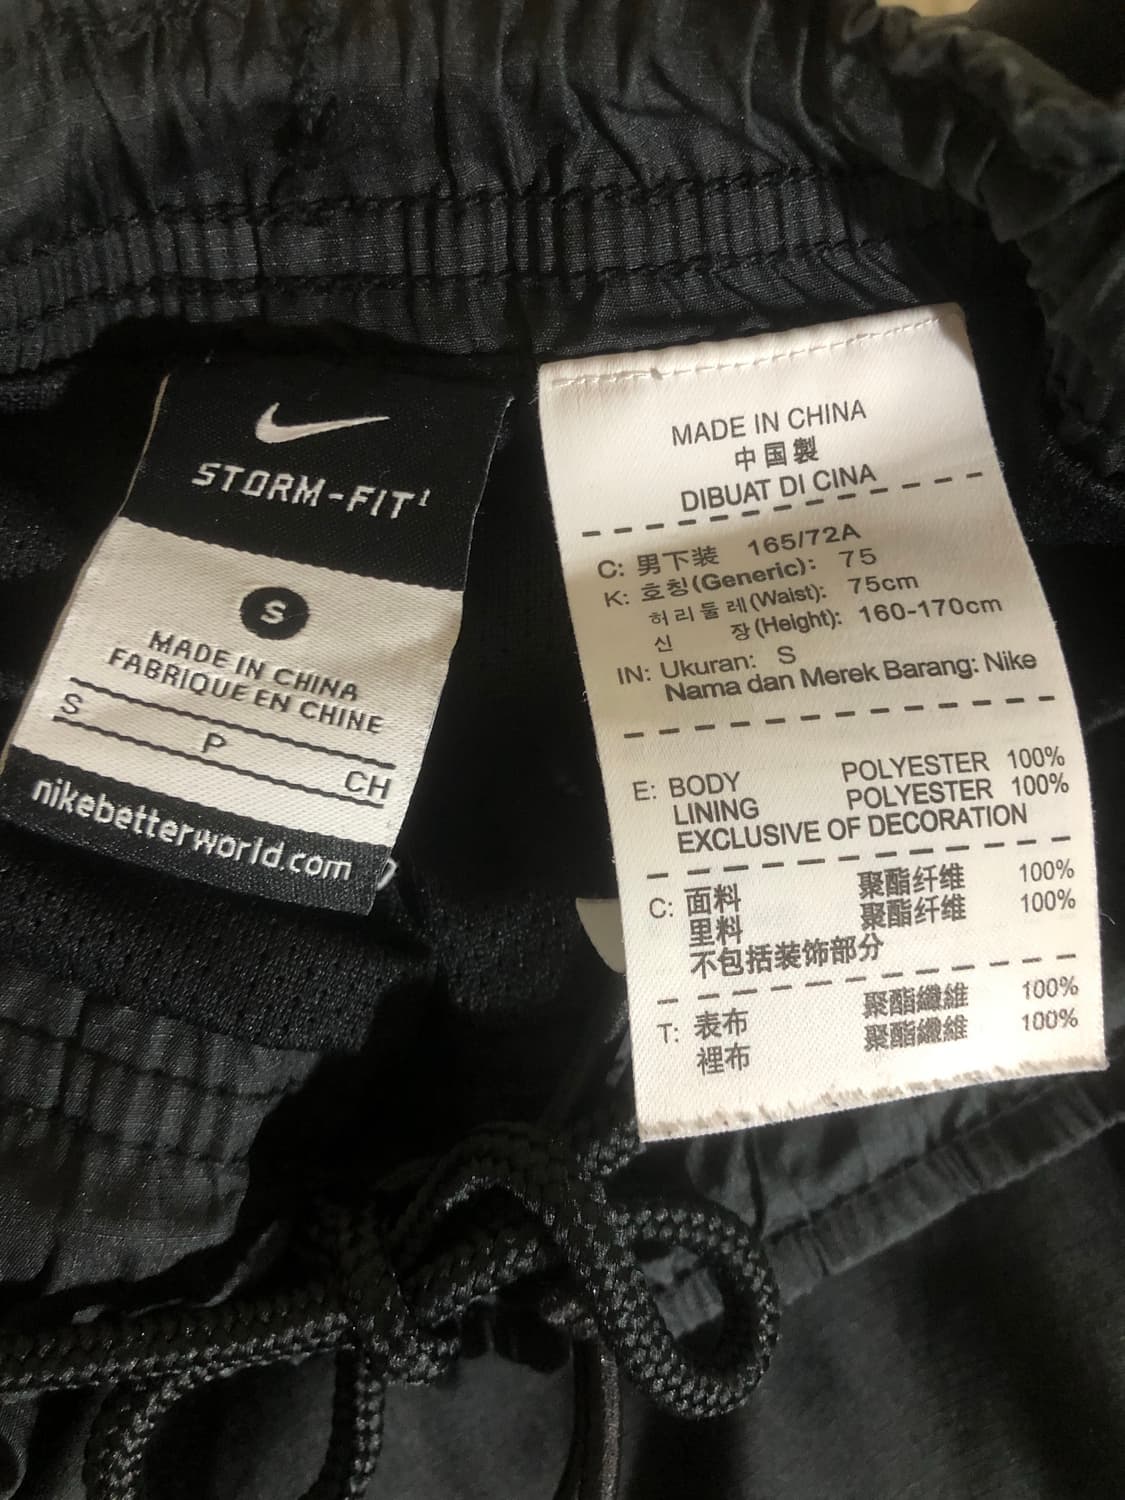 STORM-FIT¹
S
MADE IN CHINA
FABRIQUE EN CHINE
S P CH
nikebetterworld.com
MADE IN CHINA
中国製
DIBUAT DI CINA
C: 男下装 165/72A
K: 호칭(Generic): 75
허리둘레(Waist): 75cm
신 장(Height): 160-170cm
IN: Ukuran: S
Nama dan Merek Barang: Nike
E: BODY POLYESTER 100%
LINING POLYESTER 100%
EXCLUSIVE OF DECORATION
C: 面料 聚酯纤维 100%
里料 聚酯纤维 100%
不包括装饰部分
T: 表布 聚酯纖維 100%
裡布 聚酯纖維 100%